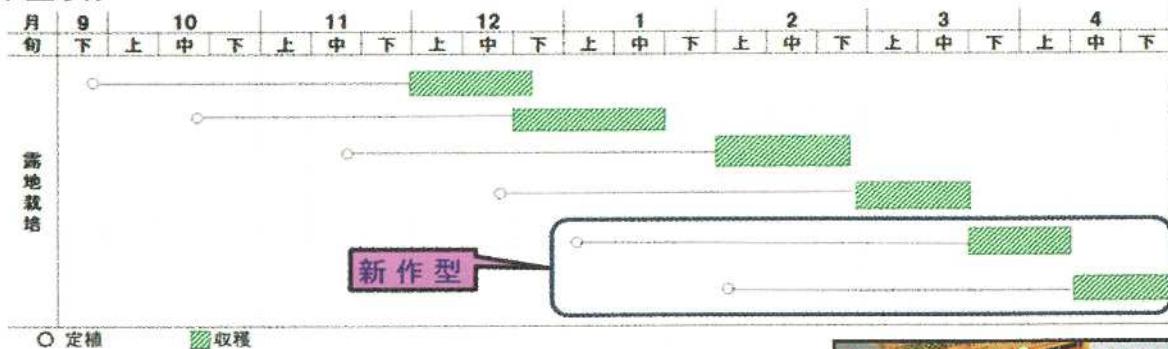 月 9 10 11 12 1 2 3 4
旬 下 上 中 下 上 中 下 上 中 下 上 中 下 上 中 下 上 中 下 上 中 下
露地栽培
新作型
○ 定植 収穫